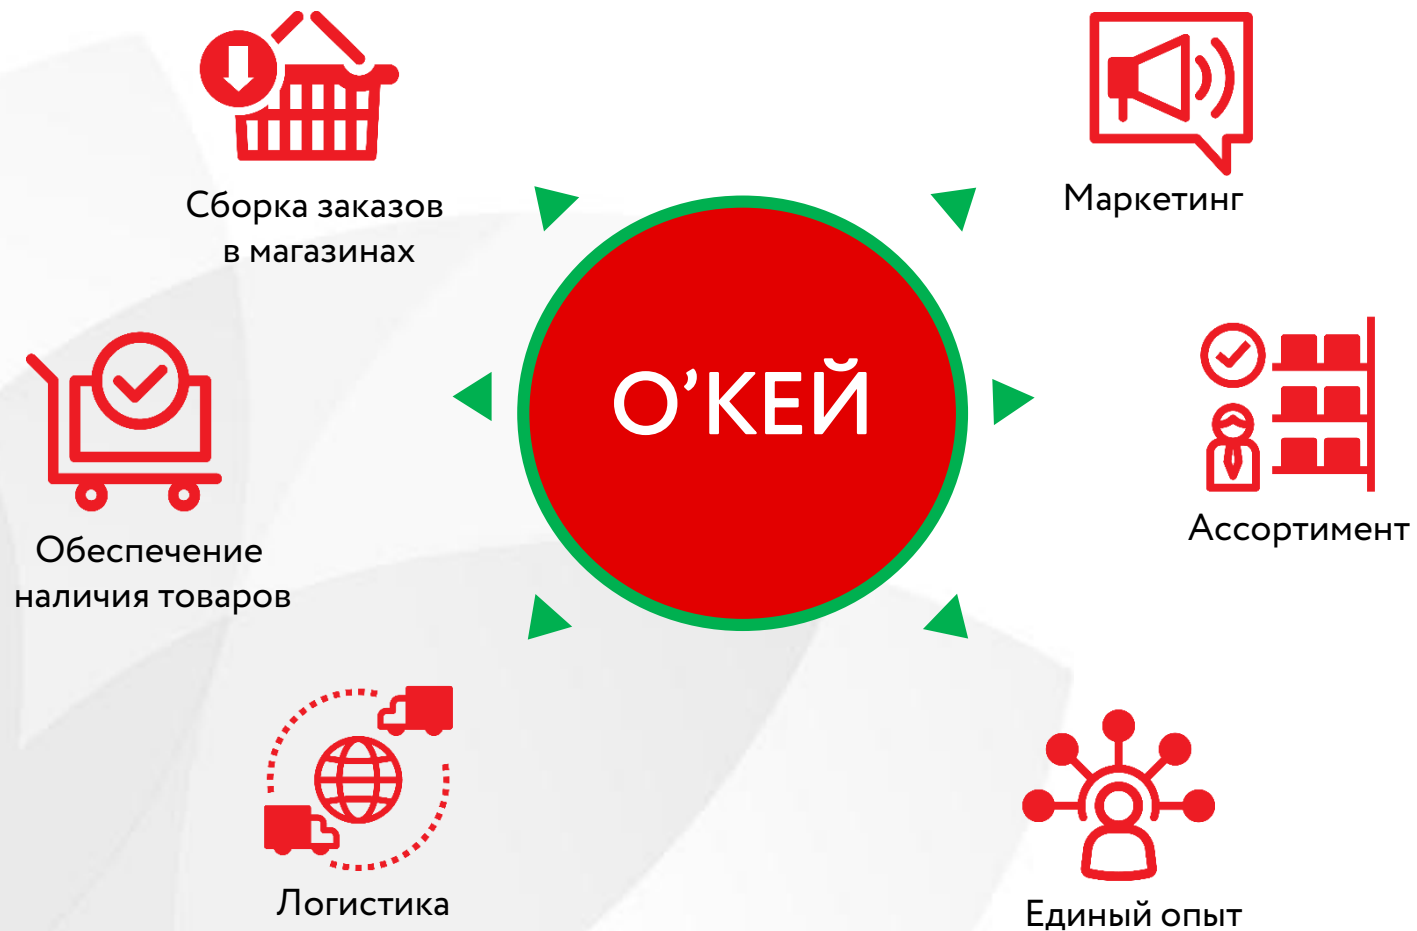 Сборка заказов
в магазинах
Маркетинг
О’КЕЙ
Обеспечение
наличия товаров
Ассортимент
Логистика
Единый опыт